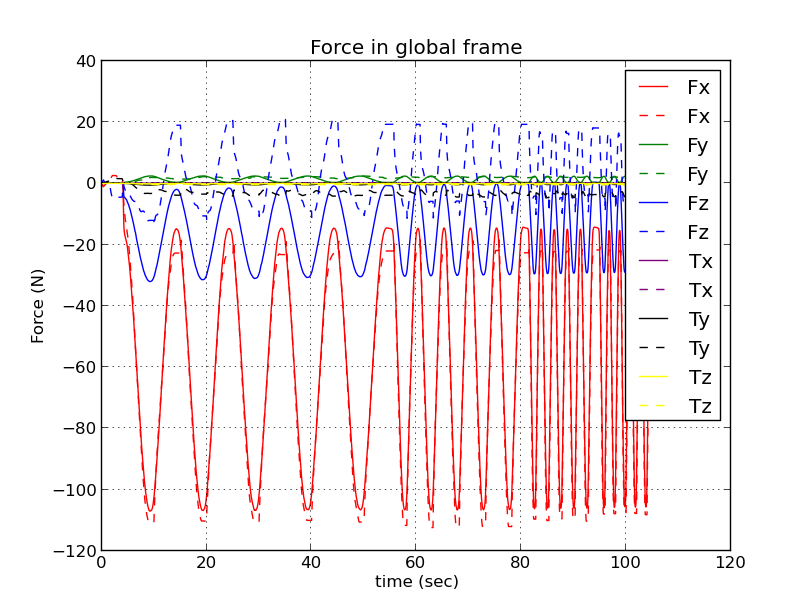 Force in global frame
Force (N)
40
20
0
−20
−40
−60
−80
−100
−120
0 20 40 60 80 100 120
time (sec)
Fx
Fx
Fy
Fy
Fz
Fz
Tx
Tx
Ty
Ty
Tz
Tz